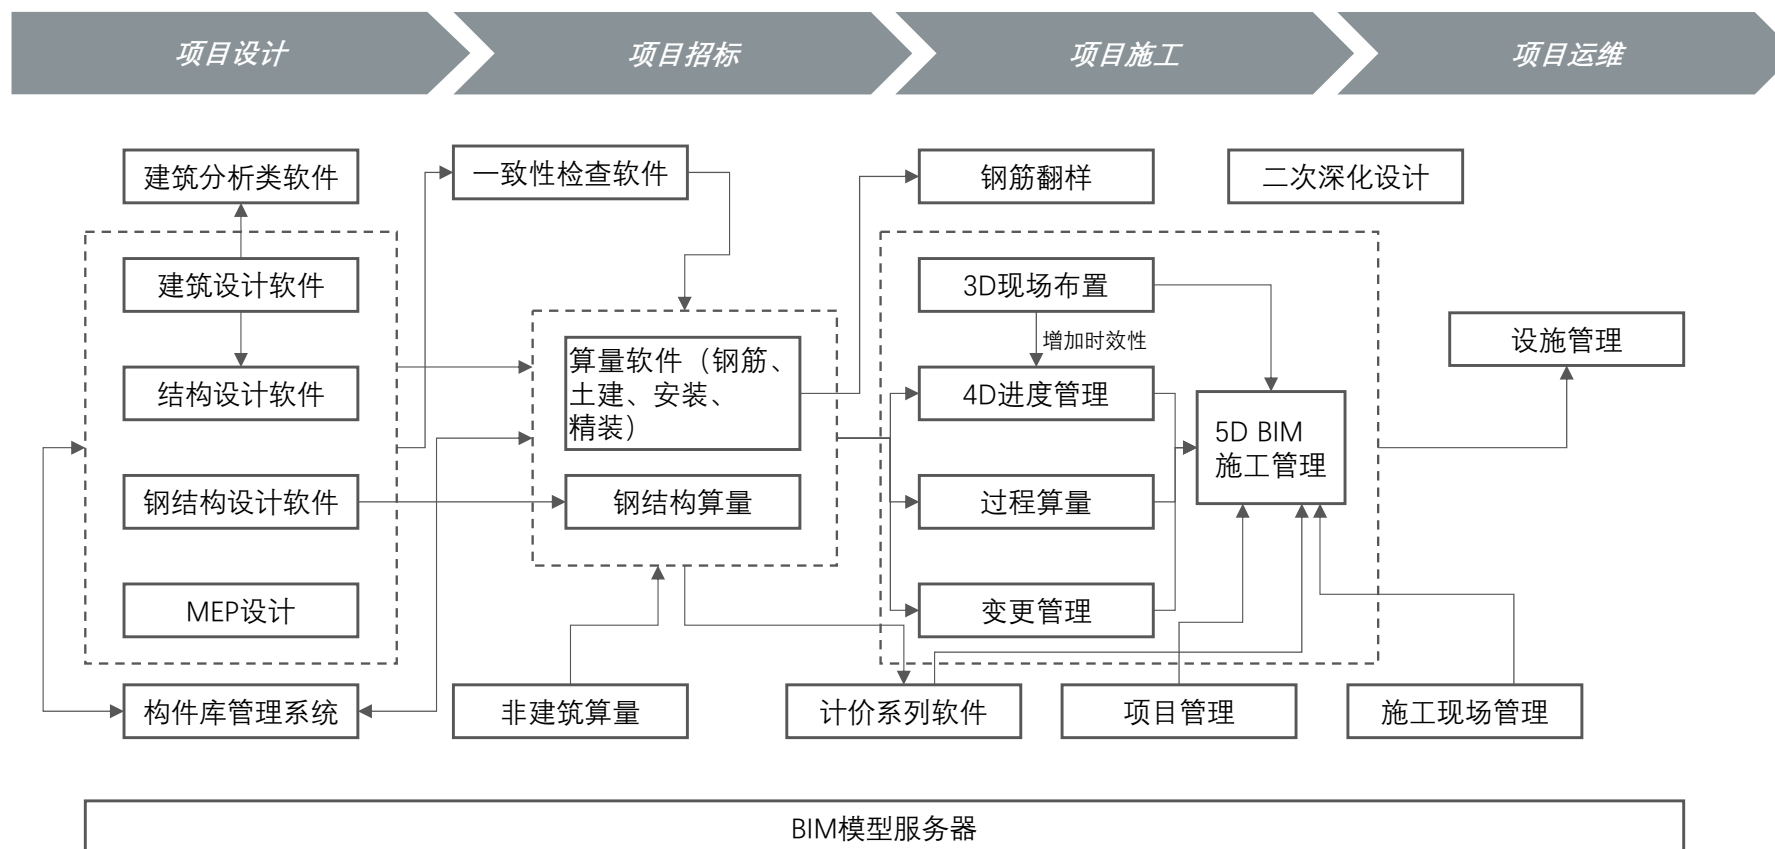 项目设计
项目招标
项目施工
项目运维
建筑分析类软件
一致性检查软件
钢筋翻样
二次深化设计
建筑设计软件
3D现场布置
增加时效性
设施管理
结构设计软件
算量软件（钢筋、
土建、安装、
精装）
4D进度管理
5D BIM
施工管理
钢结构设计软件
钢结构算量
过程算量
MEP设计
变更管理
构件库管理系统
非建筑算量
计价系列软件
项目管理
施工现场管理
BIM模型服务器